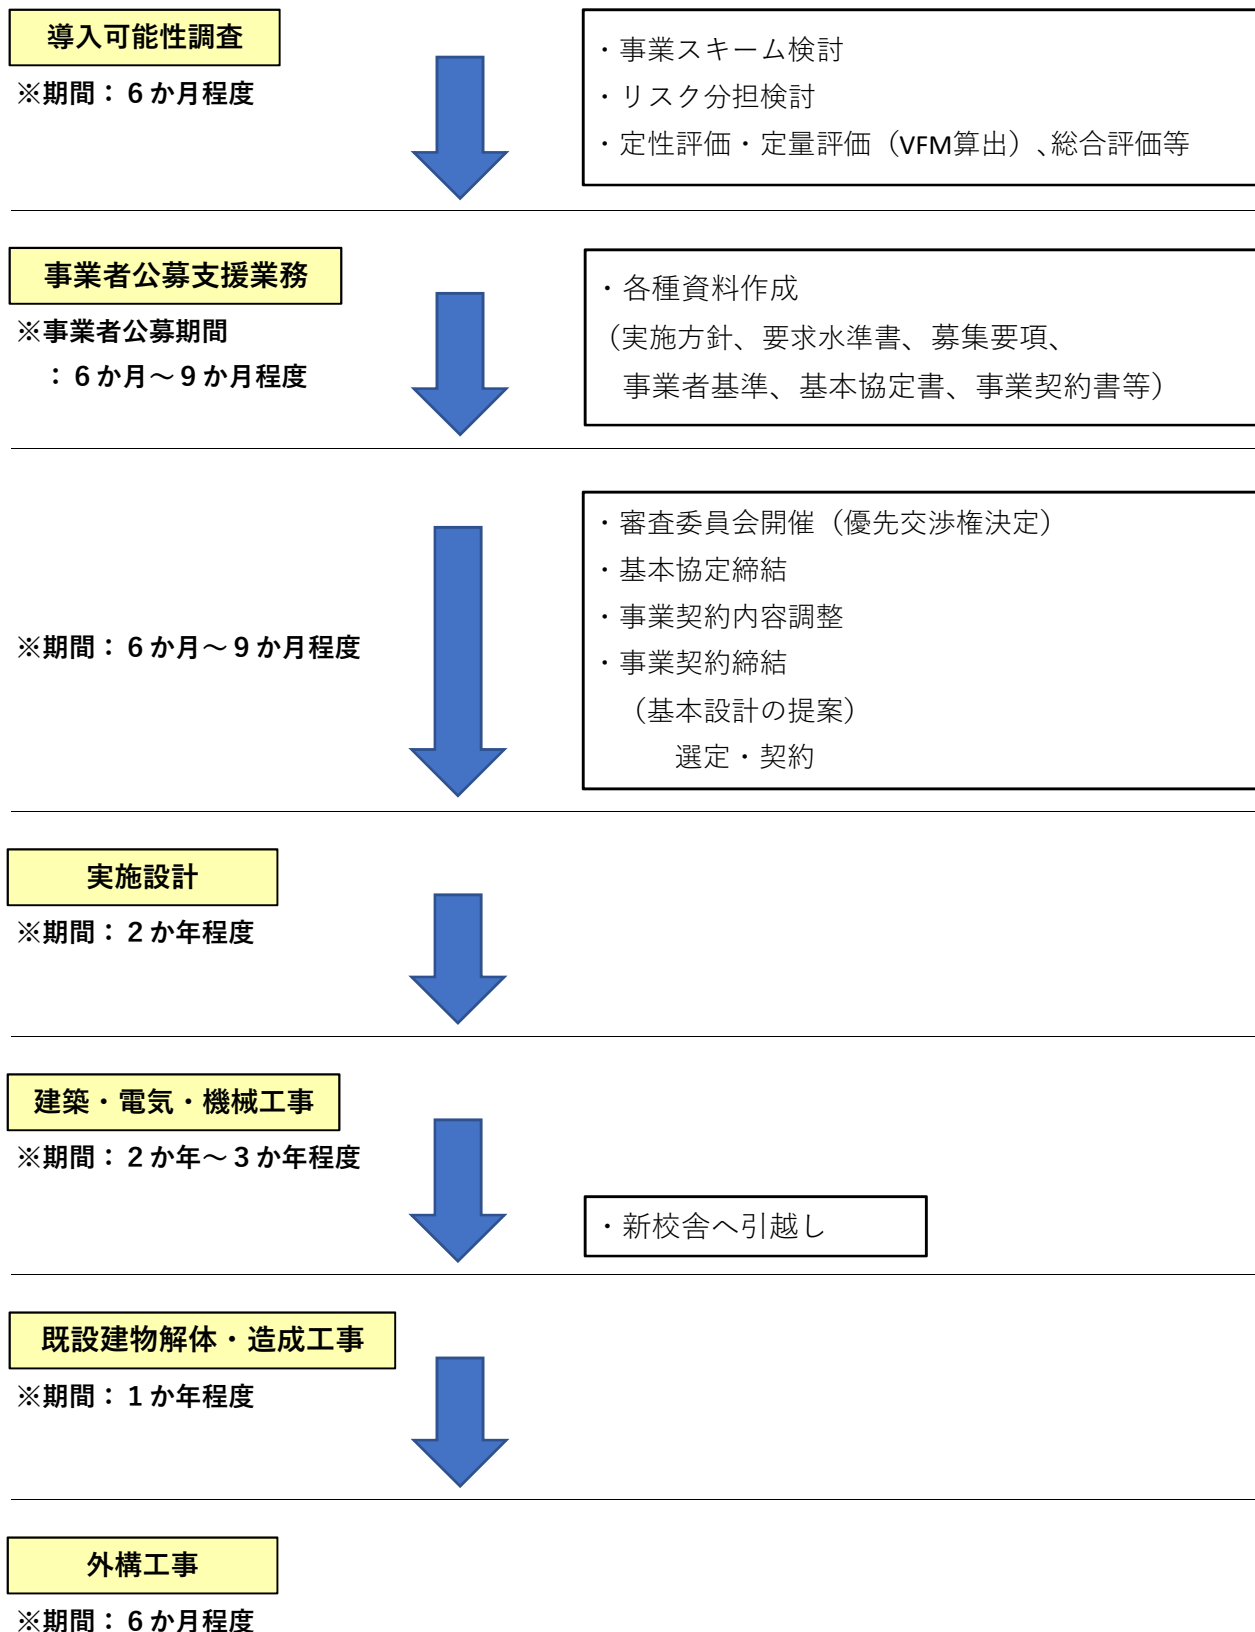 導入可能性調査
※期間：６か月程度
・事業スキーム検討
・リスク分担検討
・定性評価・定量評価（VFM算出）、総合評価等
事業者公募支援業務
※事業者公募期間
：６か月～９か月程度
・各種資料作成
（実施方針、要求水準書、募集要項、
事業者基準、基本協定書、事業契約書等）
※期間：６か月～９か月程度
・審査委員会開催（優先交渉権決定）
・基本協定締結
・事業契約内容調整
・事業契約締結
（基本設計の提案）
選定・契約
実施設計
※期間：２か年程度
建築・電気・機械工事
※期間：２か年～３か年程度
・新校舎へ引越し
既設建物解体・造成工事
※期間：１か年程度
外構工事
※期間：６か月程度